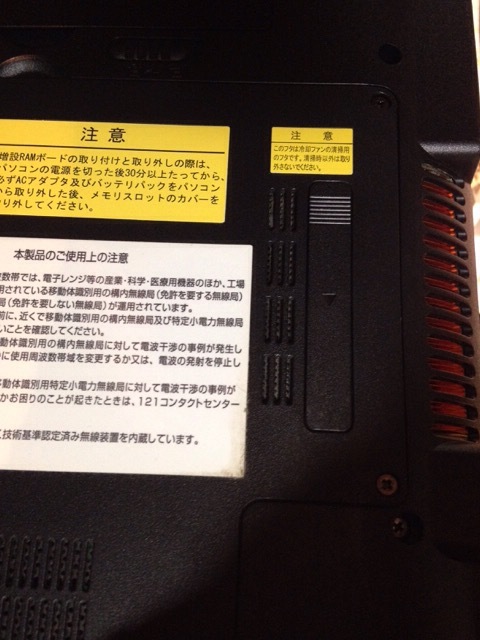 注 意
増設RAMボードの取り付けと取り外しの際は、
パソコンの電源を切った後30分以上たってから、
必ずACアダプタ及びバッテリパックをパソコン
から取り外した後、メモリスロットのカバーを
取り外してください。
注 意
このフタは冷却ファンの清掃用
のフタです。清掃時以外は取り
外さないでください。
本製品のご使用上の注意
波数帯では、電子レンジ等の産業・科学・医療用機器のほか、工場
用されている移動体識別用の構内無線局(免許を要する無線局)
局(免許を要しない無線局)が運用されています。
前に、近くで移動体識別用の構内無線局及び特定小電力無線局
いことを確認してください。
動体識別用の構内無線局に対して電波干渉の事例が発生し
に使用周波数帯域を変更するか又は、電波の発射を停止し
動体識別用特定小電力無線局に対して電波干渉の事例が
かお困りのことが起きたときは、121コンタクトセンター
く技術基準認定済み無線装置を内蔵しています。